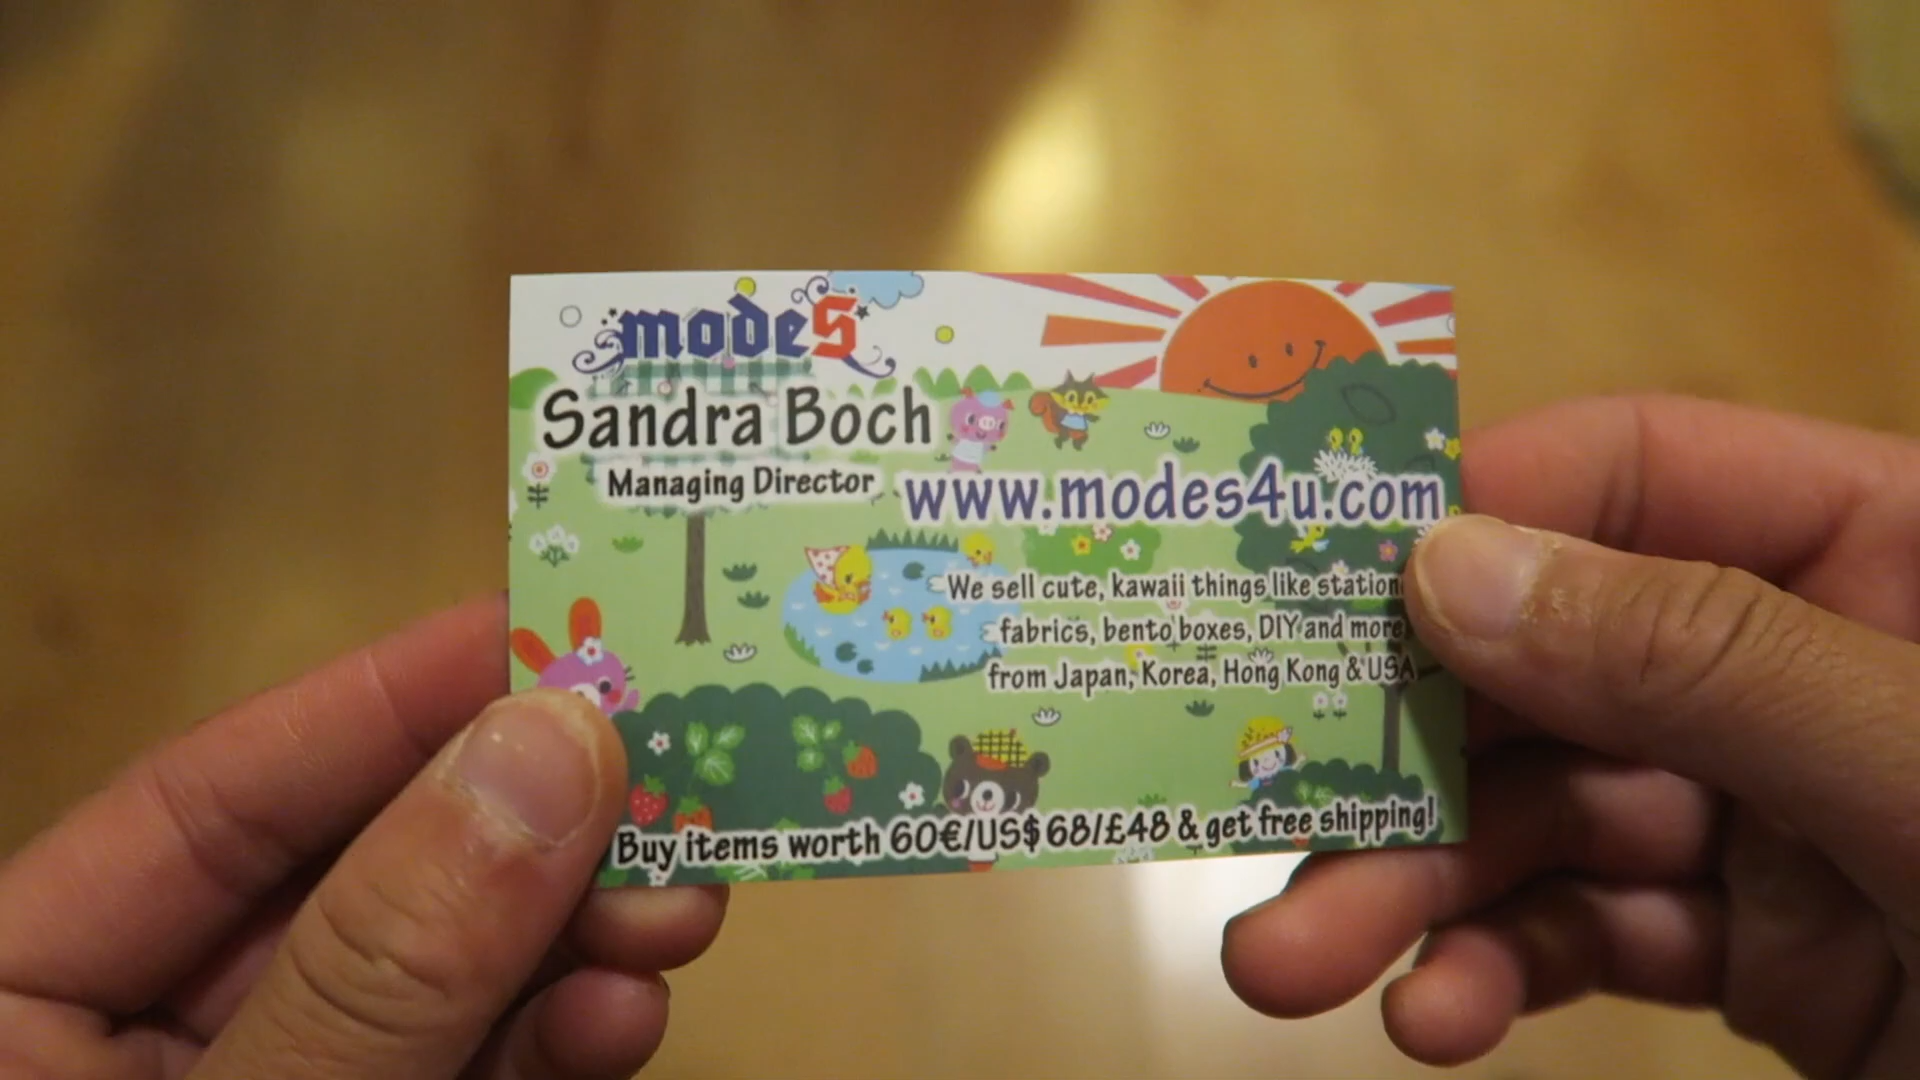 modeS
Sandra Boch
Managing Director
www.modes4u.com
We sell cute, kawaii things like station
fabrics, bento boxes, DIY and more
from Japan, Korea, Hong Kong & USA
Buy items worth 60€/US$68/£48 & get free shipping!